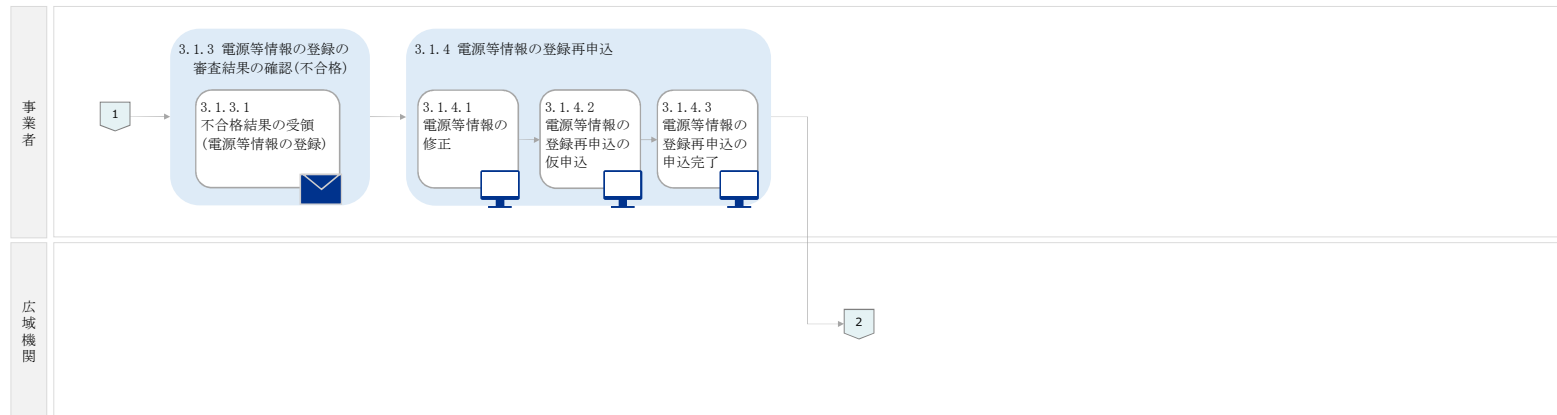 事業者
1
3.1.3 電源等情報の登録の
審査結果の確認(不合格)
3.1.3.1
不合格結果の受領
(電源等情報の登録)
3.1.4 電源等情報の登録再申込
3.1.4.1
電源等情報の
修正
3.1.4.2
電源等情報の
登録再申込の
仮申込
3.1.4.3
電源等情報の
登録再申込の
申込完了
広域機関
2